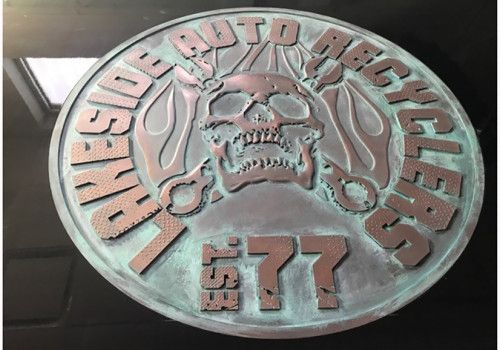 LAKESIDE AUTO RECYCLERS
EST. 77